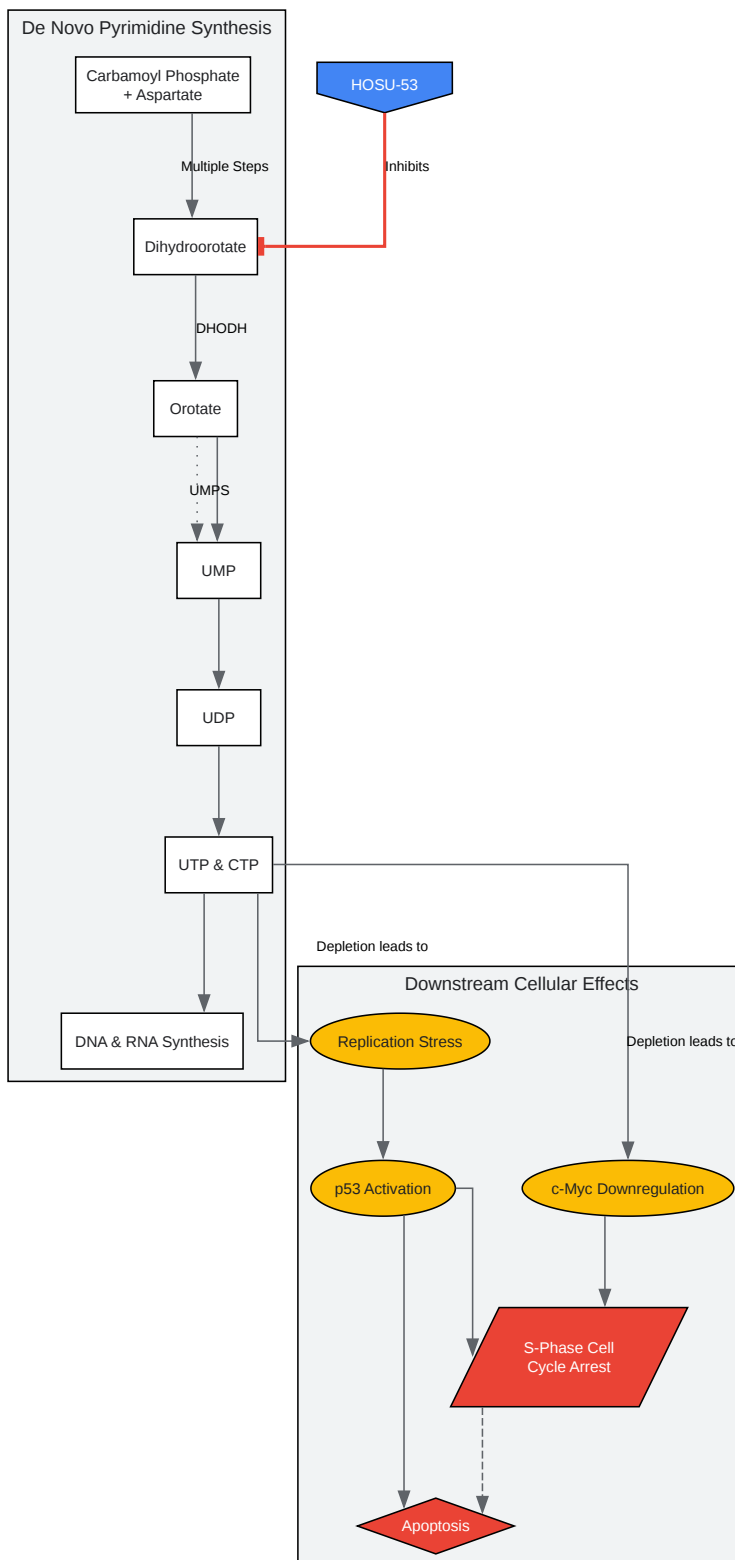 De Novo Pyrimidine Synthesis
Carbamoyl Phosphate
+ Aspartate
HOSU-53
Multiple Steps
Inhibits
Dihydroorotate
DHODH
Orotate
UMPS
UMP
UDP
UTP & CTP
Depletion leads to
Downstream Cellular Effects
DNA & RNA Synthesis
Replication Stress
Depletion leads to
p53 Activation
c-Myc Downregulation
S-Phase Cell
Cycle Arrest
Apoptosis